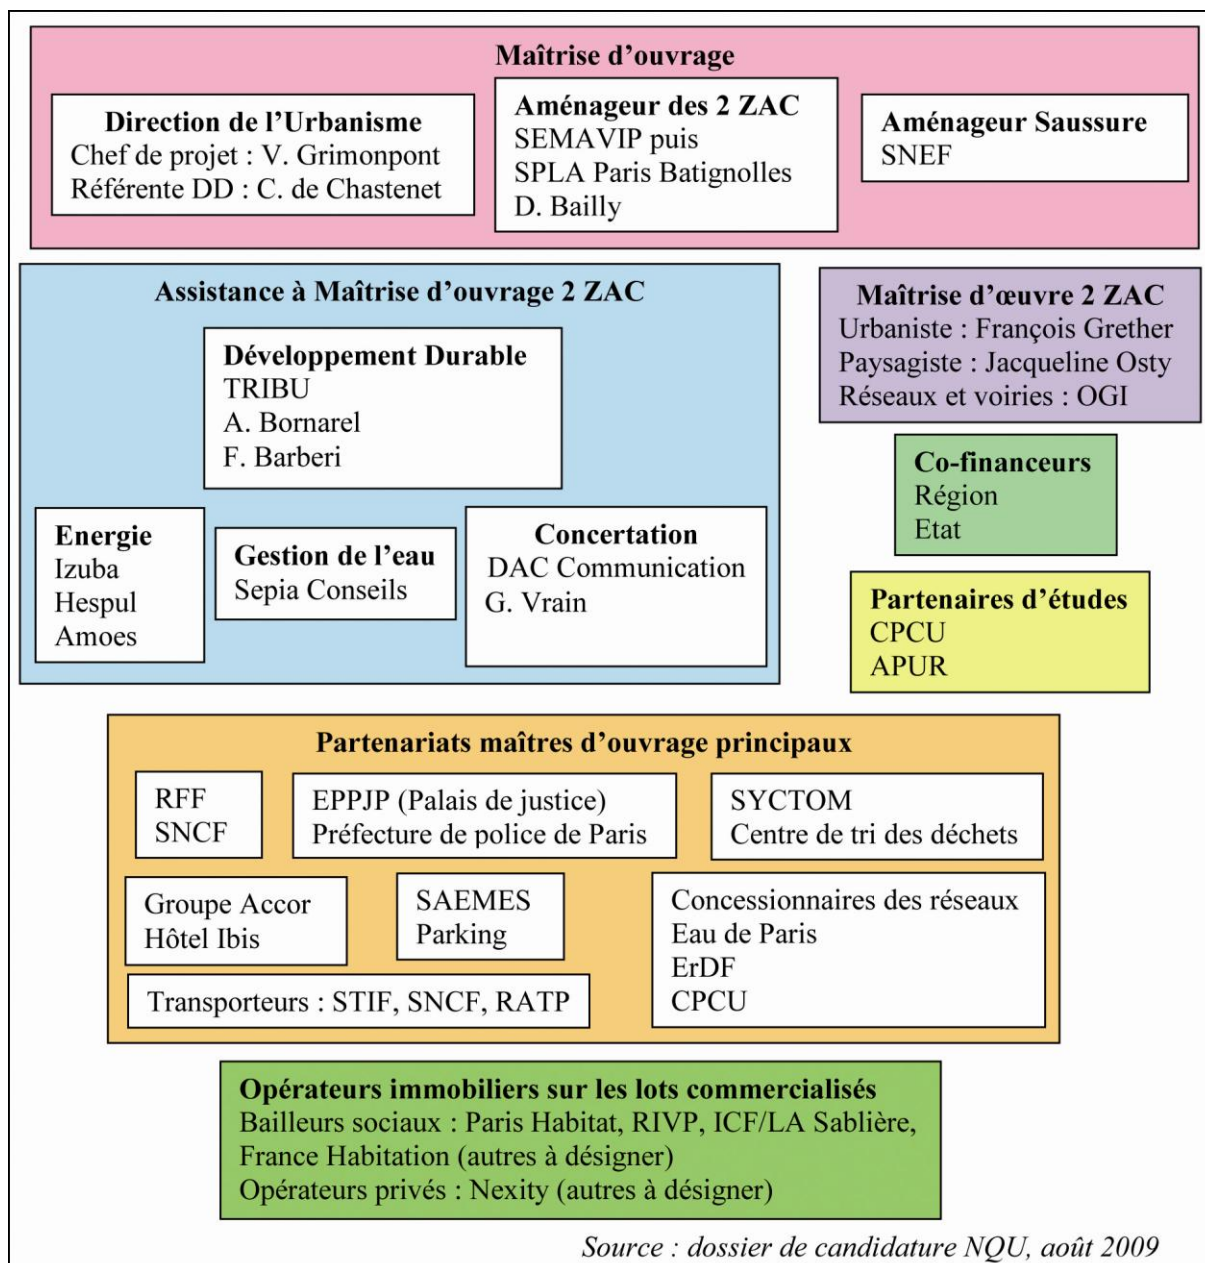 Maîtrise d’ouvrage
Direction de l’Urbanisme
Chef de projet : V. Grimonpont
Référente DD : C. de Chastenet
Aménageur des 2 ZAC
SEMAVIP puis
SPLA Paris Batignolles
D. Bailly
Aménageur Saussure
SNEF
Assistance à Maîtrise d’ouvrage 2 ZAC
Développement Durable
TRIBU
A. Bornarel
F. Barberi
Energie
Izuba
Hespul
Amoes
Gestion de l’eau
Sepia Conseils
Concertation
DAC Communication
G. Vrain
Maîtrise d’œuvre 2 ZAC
Urbaniste : François Grether
Paysagiste : Jacqueline Osty
Réseaux et voiries : OGI
Co-financeurs
Région
Etat
Partenaires d’études
CPCU
APUR
Partenariats maîtres d’ouvrage principaux
RFF
SNCF
EPPJP (Palais de justice)
Préfecture de police de Paris
SYCTOM
Centre de tri des déchets
Groupe Accor
Hôtel Ibis
SAEMES
Parking
Concessionnaires des réseaux
Eau de Paris
ErDF
CPCU
Transporteurs : STIF, SNCF, RATP
Opérateurs immobiliers sur les lots commercialisés
Bailleurs sociaux : Paris Habitat, RIVP, ICF/LA Sablière,
France Habitation (autres à désigner)
Opérateurs privés : Nexity (autres à désigner)
Source : dossier de candidature NQU, août 2009